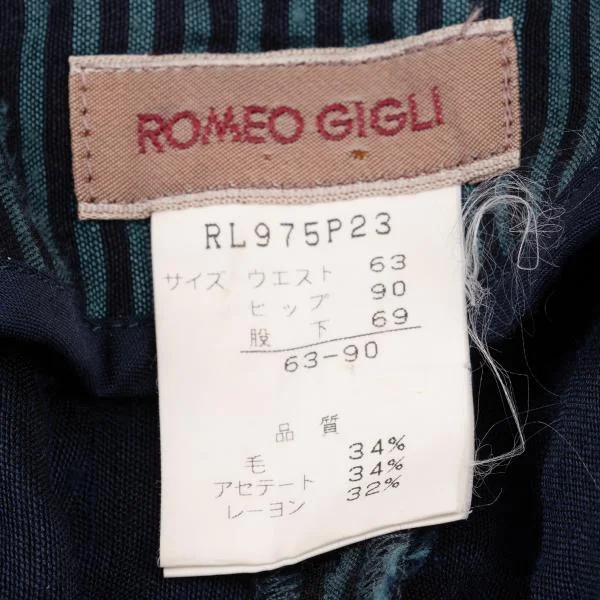 ROMEO GIGLI
RL975P23
サイズ ウエスト 63
ヒップ 90
股下 69
63-90
品質
毛 34%
アセテート 34%
レーヨン 32%